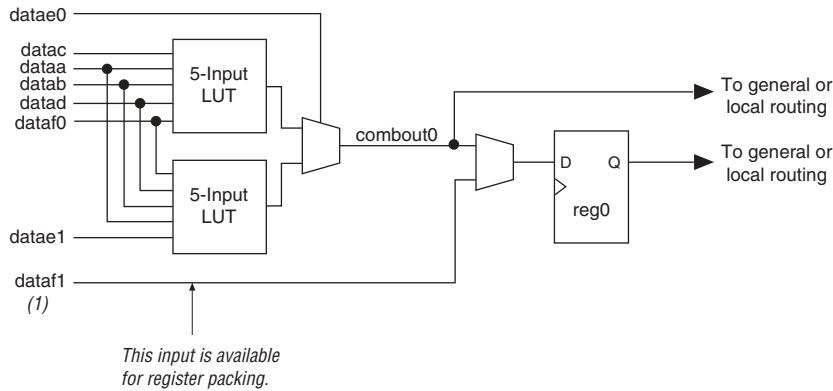 datae0
datac
dataa
datab
datad
dataf0
5-Input
LUT
combout0
To general or
local routing
5-Input
LUT
D
Q
reg0
To general or
local routing
datae1
dataf1
(1)
This input is available
for register packing.